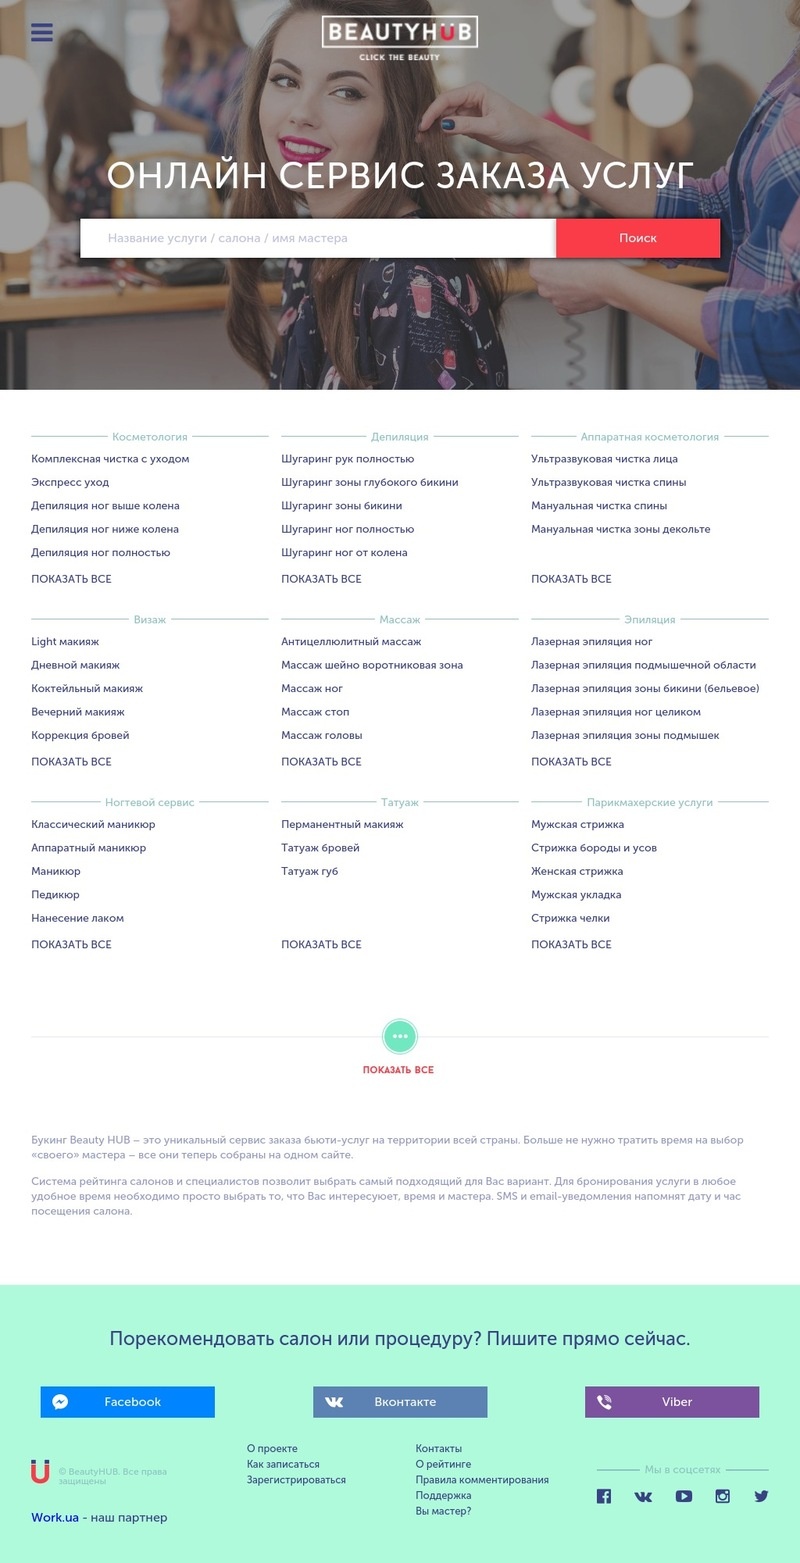 BEAUTYHUB
CLICK THE BEAUTY
ОНЛАЙН СЕРВИС ЗАКАЗА УСЛУГ
Название услуги / салона / имя мастера
Поиск
Косметология
Комплексная чистка с уходом
Экспресс уход
Депиляция ног выше колена
Депиляция ног ниже колена
Депиляция ног полностью
ПОКАЗАТЬ ВСЕ
Депиляция
Шугаринг рук полностью
Шугаринг зоны глубокого бикини
Шугаринг зоны бикини
Шугаринг ног полностью
Шугаринг ног от колена
ПОКАЗАТЬ ВСЕ
Аппаратная косметология
Ультразвуковая чистка лица
Ультразвуковая чистка спины
Мануальная чистка спины
Мануальная чистка зоны декольте
ПОКАЗАТЬ ВСЕ
Визаж
Light макияж
Дневной макияж
Коктейльный макияж
Вечерний макияж
Коррекция бровей
ПОКАЗАТЬ ВСЕ
Массаж
Антицеллюлитный массаж
Массаж шейно воротниковая зона
Массаж ног
Массаж стоп
Массаж головы
ПОКАЗАТЬ ВСЕ
Эпиляция
Лазерная эпиляция ног
Лазерная эпиляция подмышечной области
Лазерная эпиляция зоны бикини (бельевое)
Лазерная эпиляция ног целиком
Лазерная эпиляция зоны подмышек
ПОКАЗАТЬ ВСЕ
Ногтевой сервис
Классический маникюр
Аппаратный маникюр
Маникюр
Педикюр
Нанесение лаком
ПОКАЗАТЬ ВСЕ
Татуаж
Перманентный макияж
Татуаж бровей
Татуаж губ
ПОКАЗАТЬ ВСЕ
Парикмахерские услуги
Мужская стрижка
Стрижка бороды и усов
Женская стрижка
Мужская укладка
Стрижка челки
ПОКАЗАТЬ ВСЕ
ПОКАЗАТЬ ВСЕ
Букинг Beauty HUB – это уникальный сервис заказа бьюти-услуг на территории всей страны. Больше не нужно тратить время на выбор
«своего» мастера – все они теперь собраны на одном сайте.
Система рейтинга салонов и специалистов позволит выбрать самый подходящий для Вас вариант. Для бронирования услуги в любое
удобное время необходимо просто выбрать то, что Вас интересуюет, время и мастера. SMS и email-уведомления напомнят дату и час
посещения салона.
Порекомендовать салон или процедуру? Пишите прямо сейчас.
Facebook
Вконтакте
Viber
© BeautyHUB. Все права
защищены
Work.ua - наш партнер
О проекте
Как записаться
Зарегистрироваться
Контакты
О рейтинге
Правила комментирования
Поддержка
Вы мастер?
Мы в соцсетях